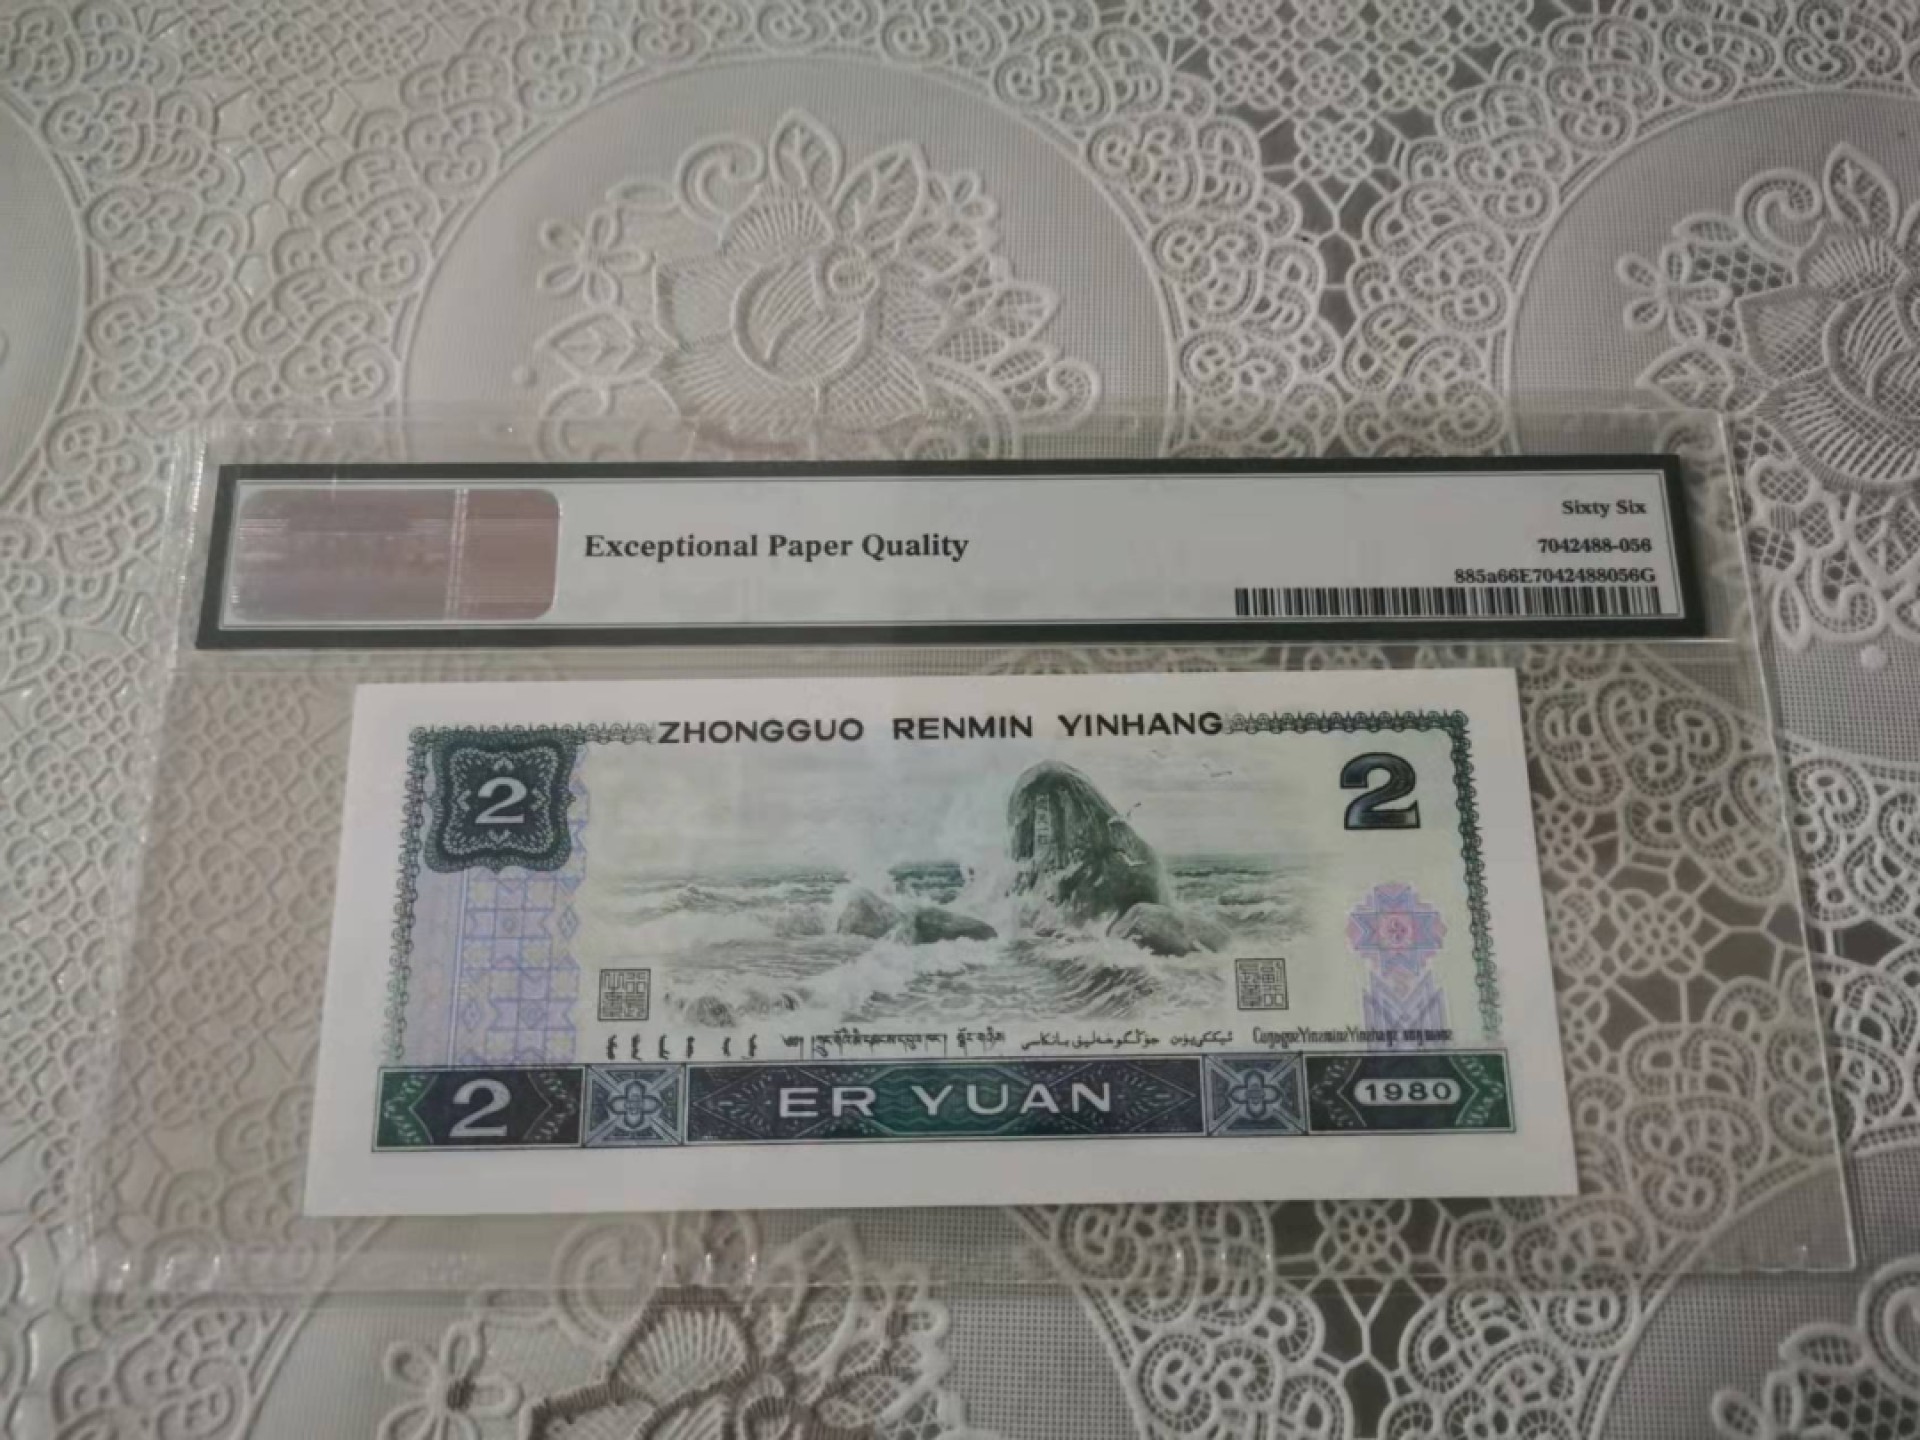 Exceptional Paper Quality
Sixty Six
7042488-056
885a66E7042488056G
ZHONGGUO RENMIN YINHANG
2
2
2
ER YUAN
1980